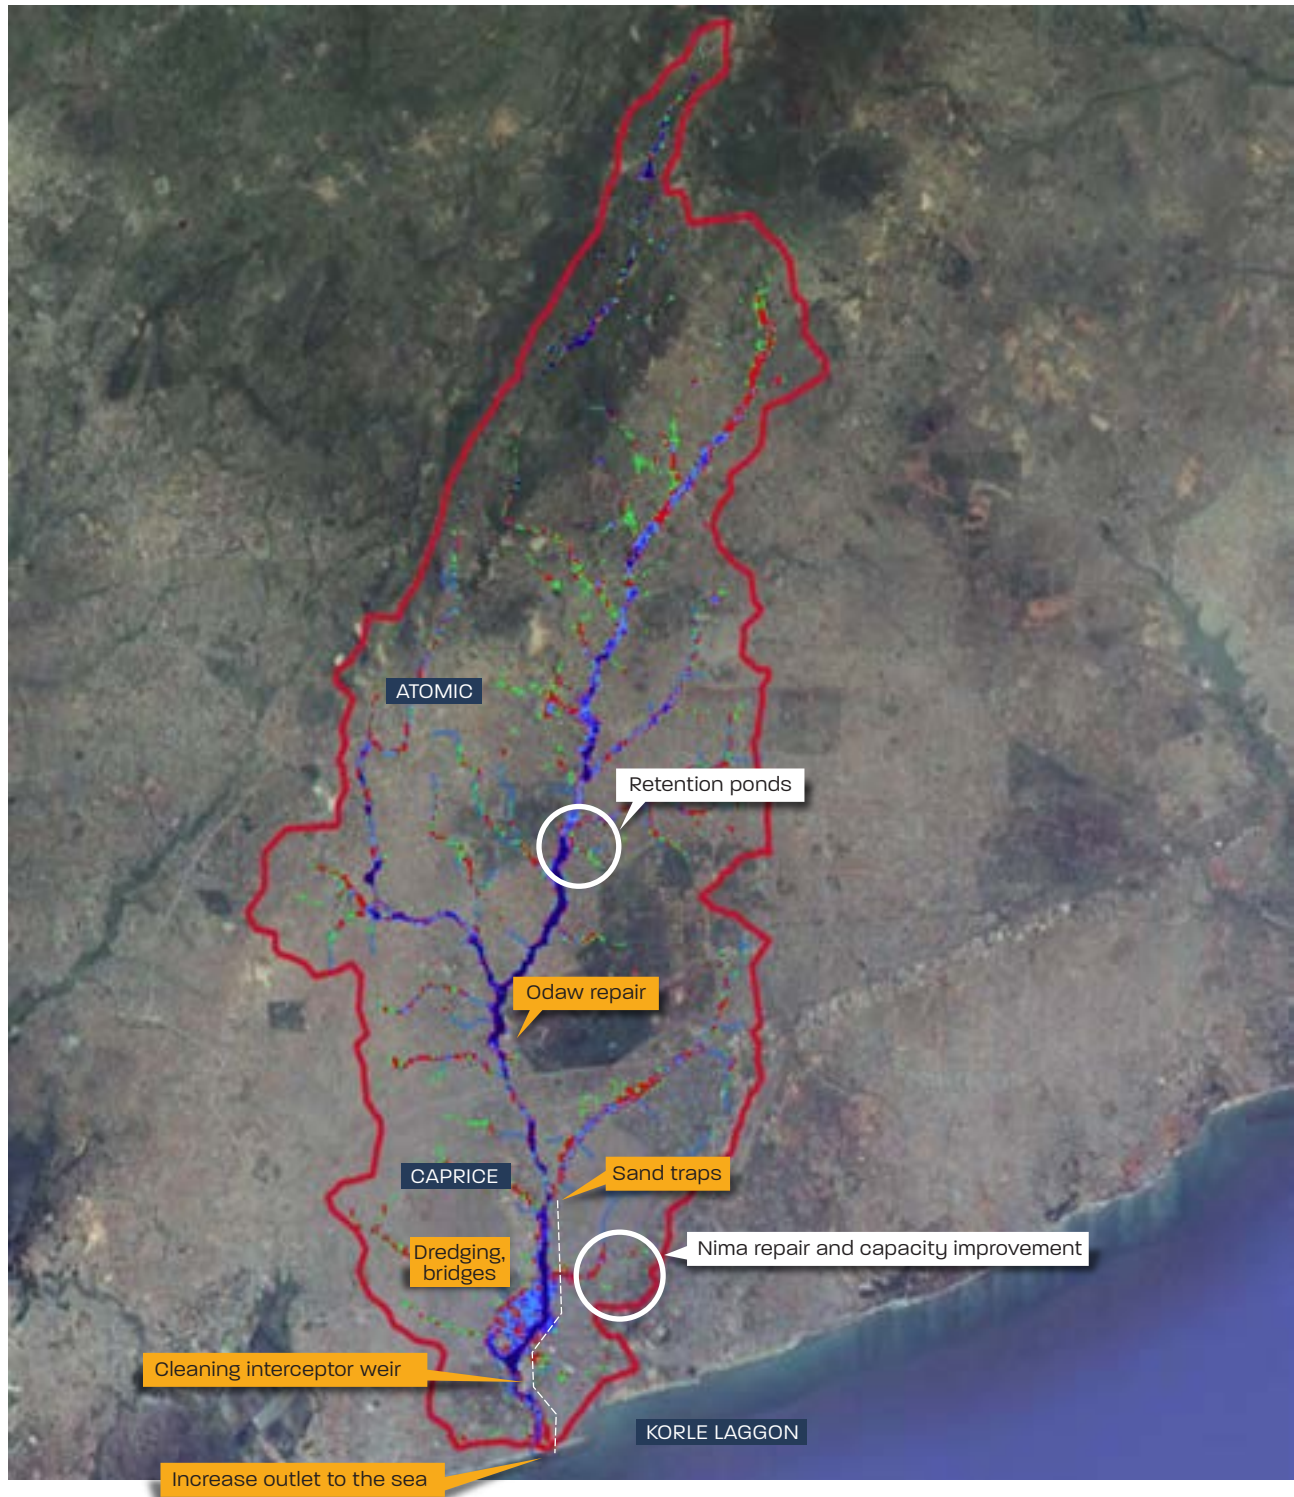 ATOMIC
Retention ponds
Odaw repair
CAPRICE
Sand traps
Dredging,
bridges
Nima repair and capacity improvement
Cleaning interceptor weir
KORLE LAGGON
Increase outlet to the sea